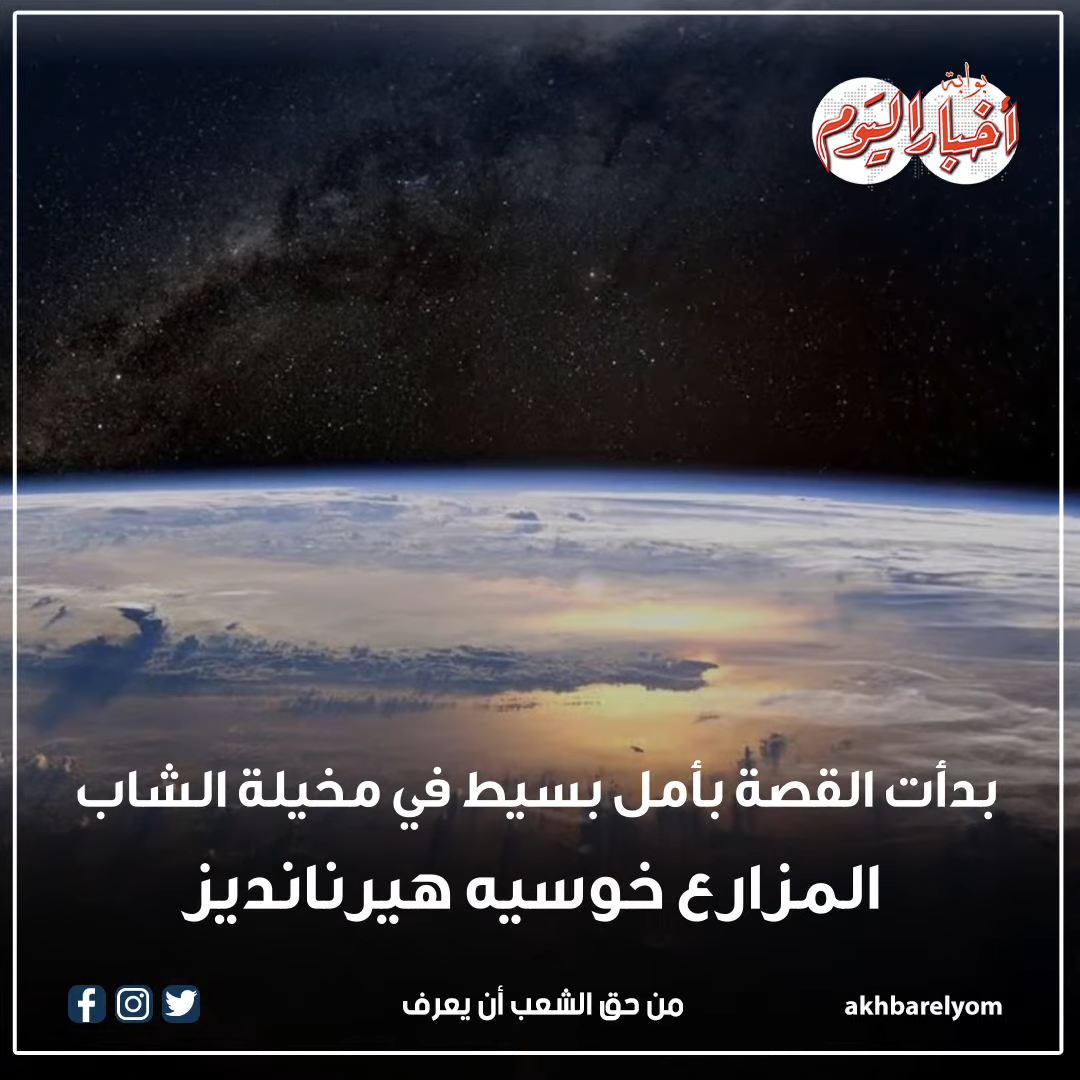 بوابة
أخبار اليوم
بدأت القصة بأمل بسيط في مخيلة الشاب
المزارع خوسيه هيرنانديز
من حق الشعب أن يعرف
akhbarelyom